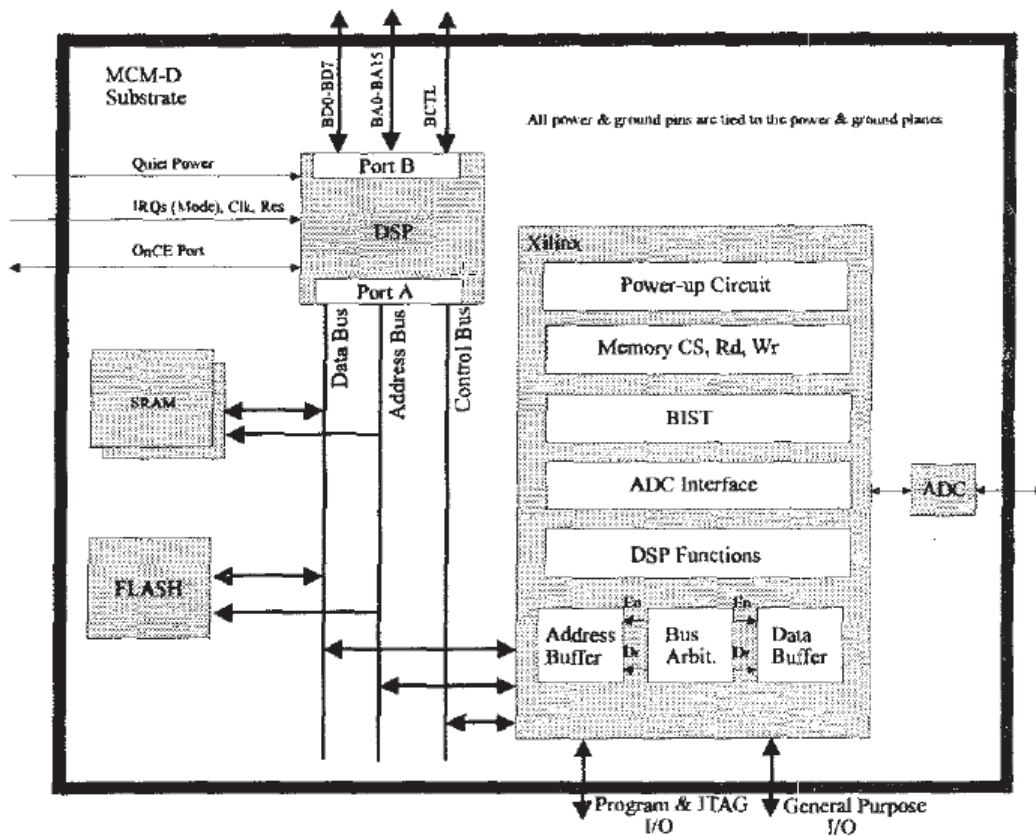 MCM-D
Substrate
BD0-BD7
BA0-BA15
BCTL
All power & ground pins are tied to the power & ground planes
Quiet Power
IRQs (Mode), Clk, Res
OnCE Port
Port B
DSP
Port A
Data Bus
Address Bus
Control Bus
SRAM
FLASH
Xilinx
Power-up Circuit
Memory CS, Rd, Wr
BIST
ADC Interface
DSP Functions
ADC
En
En
Address
Buffer
Bus
Arbit.
Data
Buffer
Dr
Dr
Program & JTAG
I/O
General Purpose
I/O